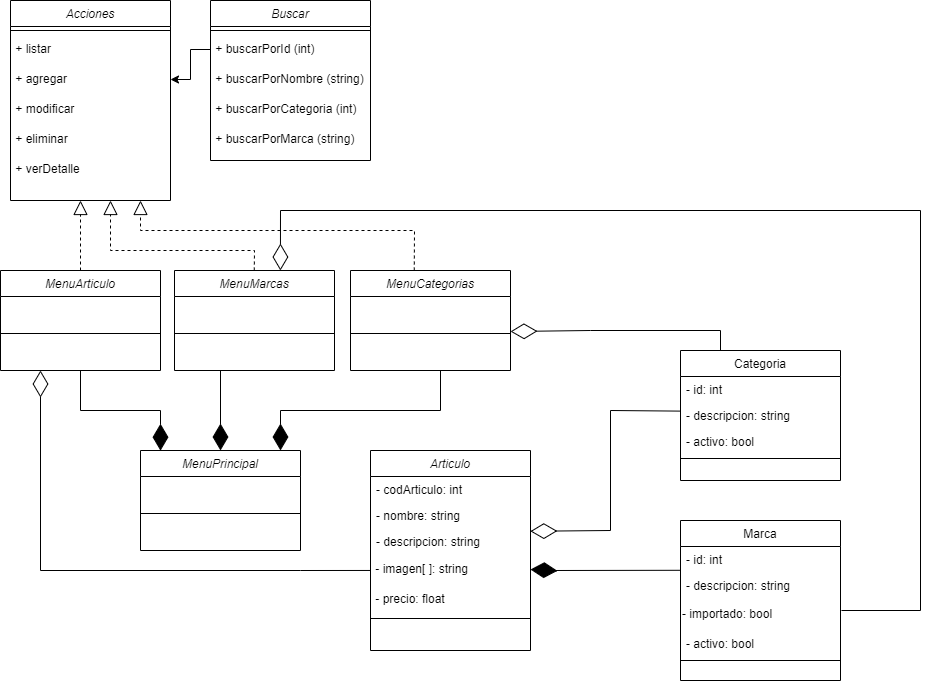 Acciones
+ listar
+ agregar
+ modificar
+ eliminar
+ verDetalle
Buscar
+ buscarPorId (int)
+ buscarPorNombre (string)
+ buscarPorCategoria (int)
+ buscarPorMarca (string)
MenuArticulo
MenuMarcas
MenuCategorias
MenuPrincipal
Articulo
- codArticulo: int
- nombre: string
- descripcion: string
- imagen[ ]: string
- precio: float
Categoria
- id: int
- descripcion: string
- activo: bool
Marca
- id: int
- descripcion: string
- importado: bool
- activo: bool